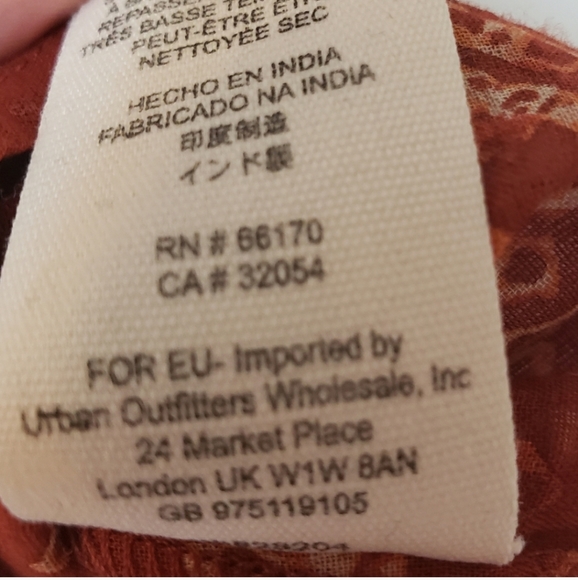 REPASSER
TRÈS BASSE TEM
PEUT-ÊTRE ET
NETTOYÉE SEC
HECHO EN INDIA
FABRICADO NA INDIA
印度制造
インド製
RN # 66170
CA # 32054
FOR EU- Imported by
Urban Outfitters Wholesale, Inc
24 Market Place
London UK W1W 8AN
GB 975119105